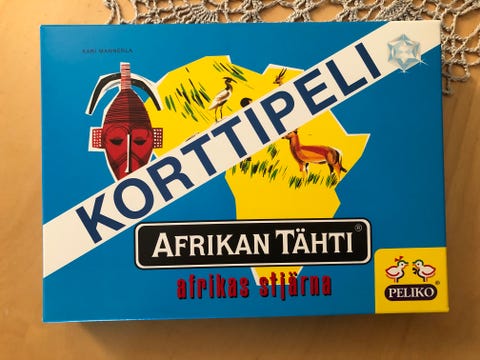 KARI MANNERLA
KORTTIPELI
AFRIKAN TÄHTI®
afrikas stjärna
PELIKO®